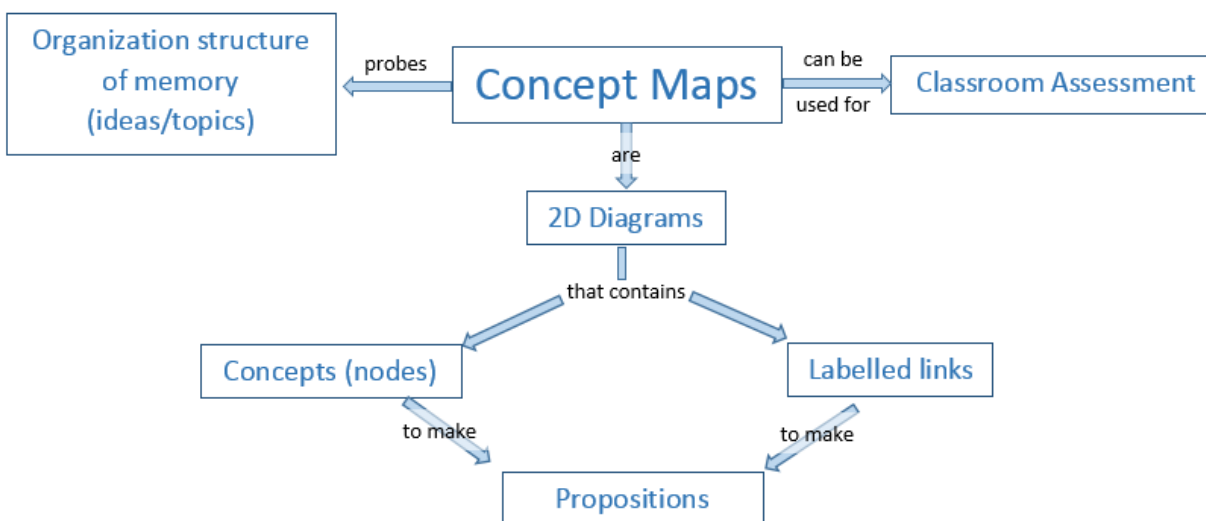 Organization structure
of memory
(ideas/topics)
probes
Concept Maps
can be
used for
Classroom Assessment
are
2D Diagrams
that contains
Concepts (nodes)
Labelled links
to make
to make
Propositions